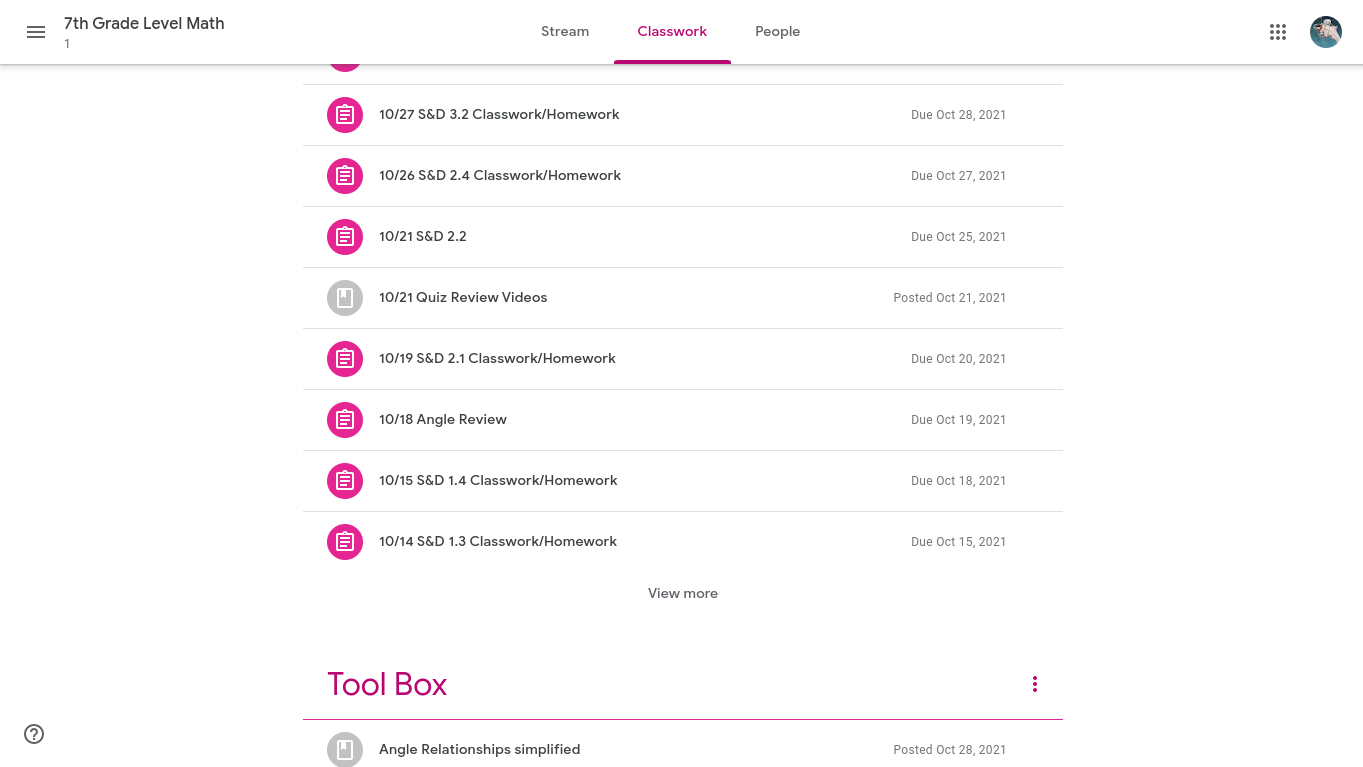 7th Grade Level Math
1
Stream
Classwork
People
10/27 S&D 3.2 Classwork/Homework
Due Oct 28, 2021
10/26 S&D 2.4 Classwork/Homework
Due Oct 27, 2021
10/21 S&D 2.2
Due Oct 25, 2021
10/21 Quiz Review Videos
Posted Oct 21, 2021
10/19 S&D 2.1 Classwork/Homework
Due Oct 20, 2021
10/18 Angle Review
Due Oct 19, 2021
10/15 S&D 1.4 Classwork/Homework
Due Oct 18, 2021
10/14 S&D 1.3 Classwork/Homework
Due Oct 15, 2021
View more
Tool Box
Angle Relationships simplified
Posted Oct 28, 2021